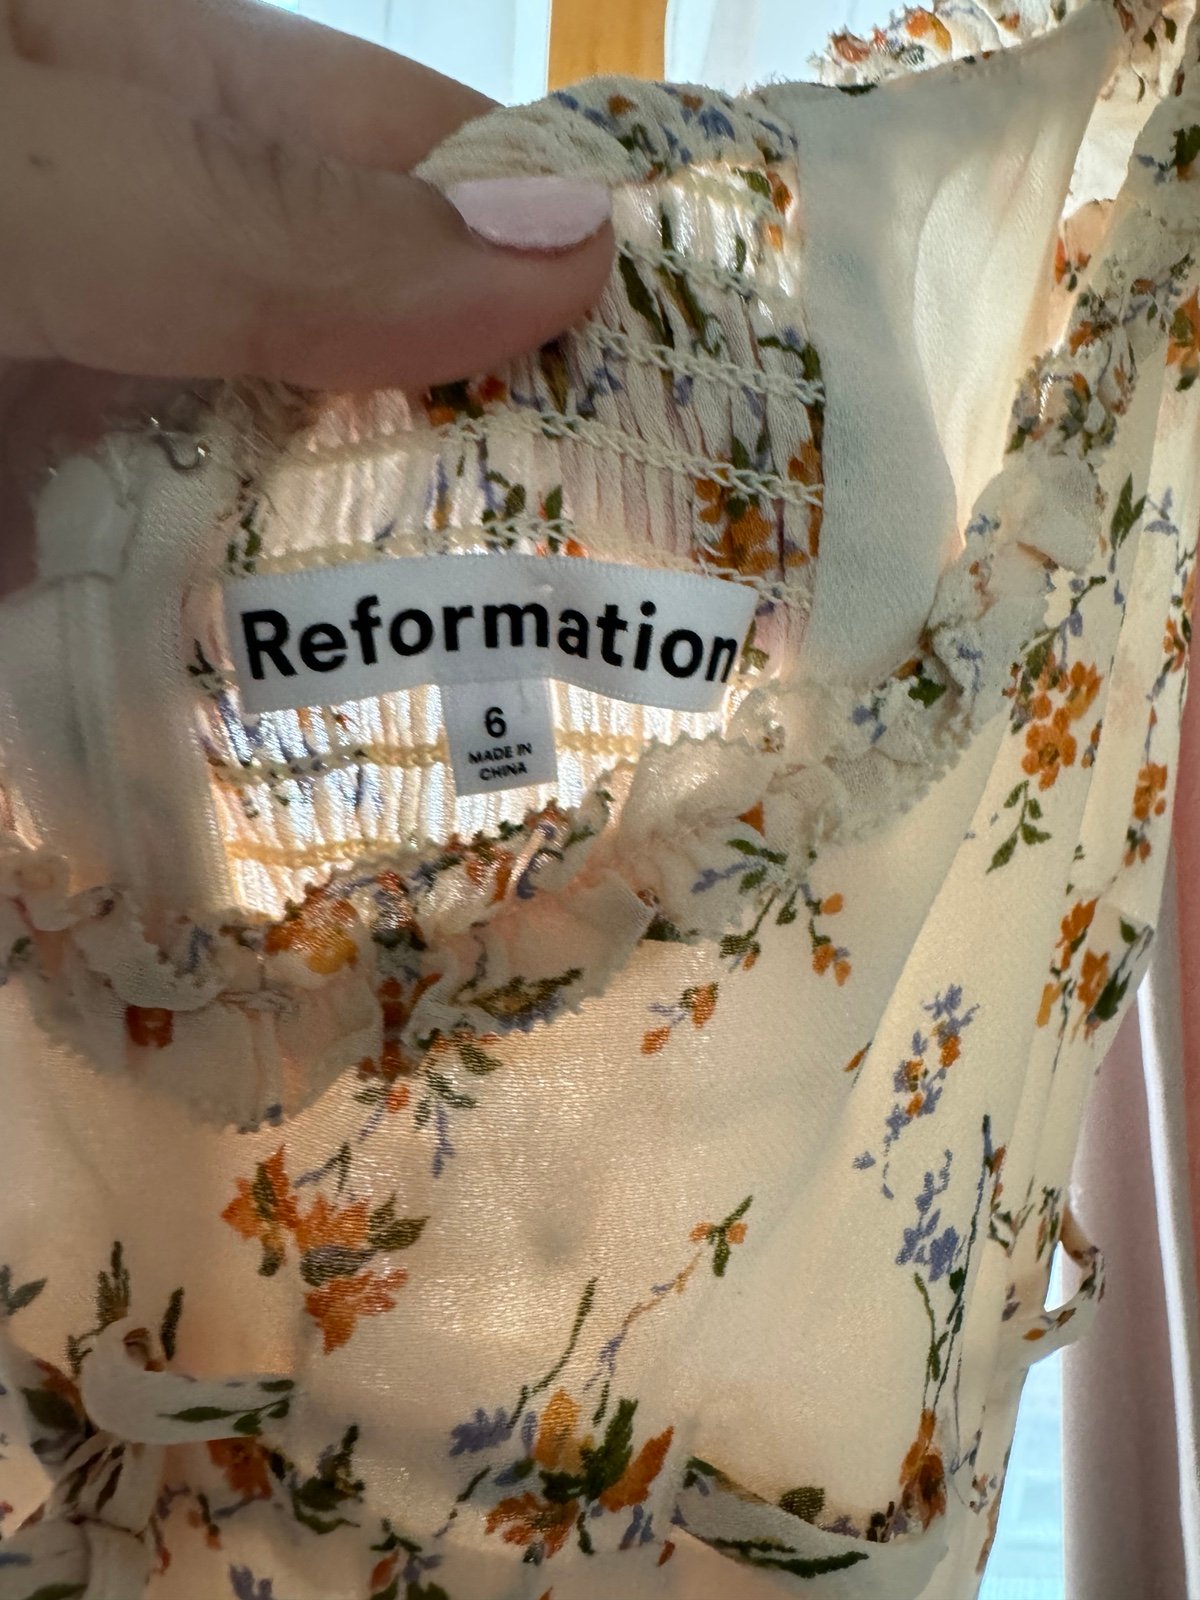 Reformation
6
MADE IN
CHINA